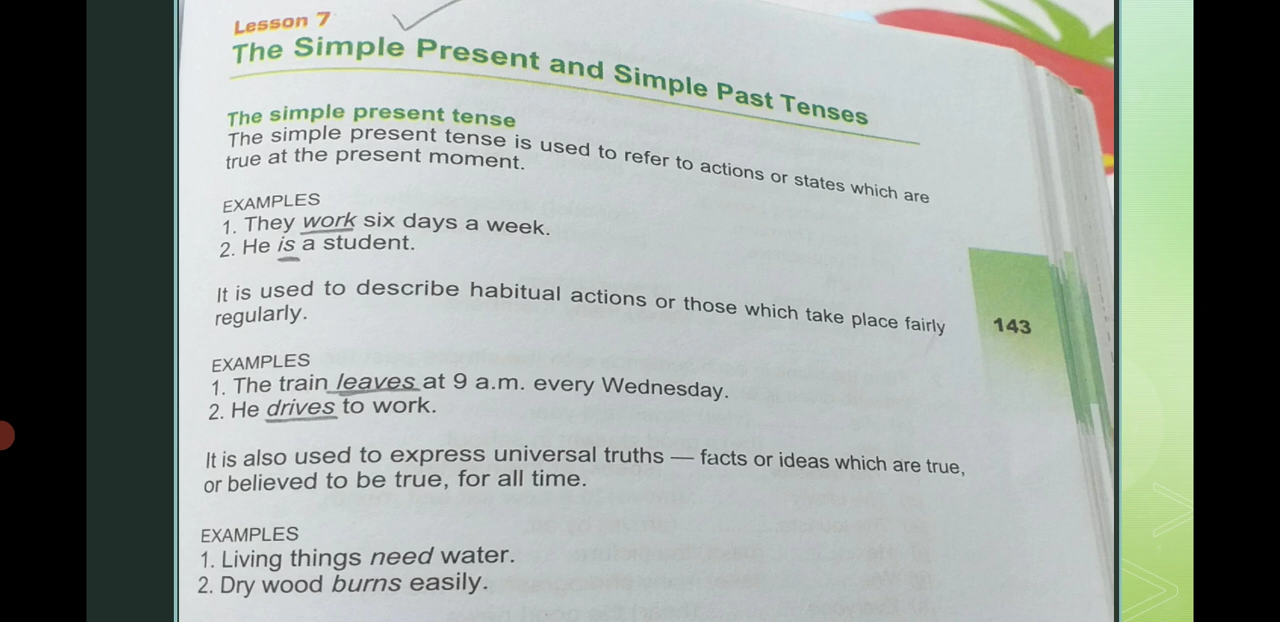 Lesson 7
The Simple Present and Simple Past Tenses
The simple present tense
The simple present tense is used to refer to actions or states which are
true at the present moment.
EXAMPLES
1. They work six days a week.
2. He is a student.
It is used to describe habitual actions or those which take place fairly
regularly.
143
EXAMPLES
1. The train leaves at 9 a.m. every Wednesday.
2. He drives to work.
It is also used to express universal truths — facts or ideas which are true,
or believed to be true, for all time.
EXAMPLES
1. Living things need water.
2. Dry wood burns easily.